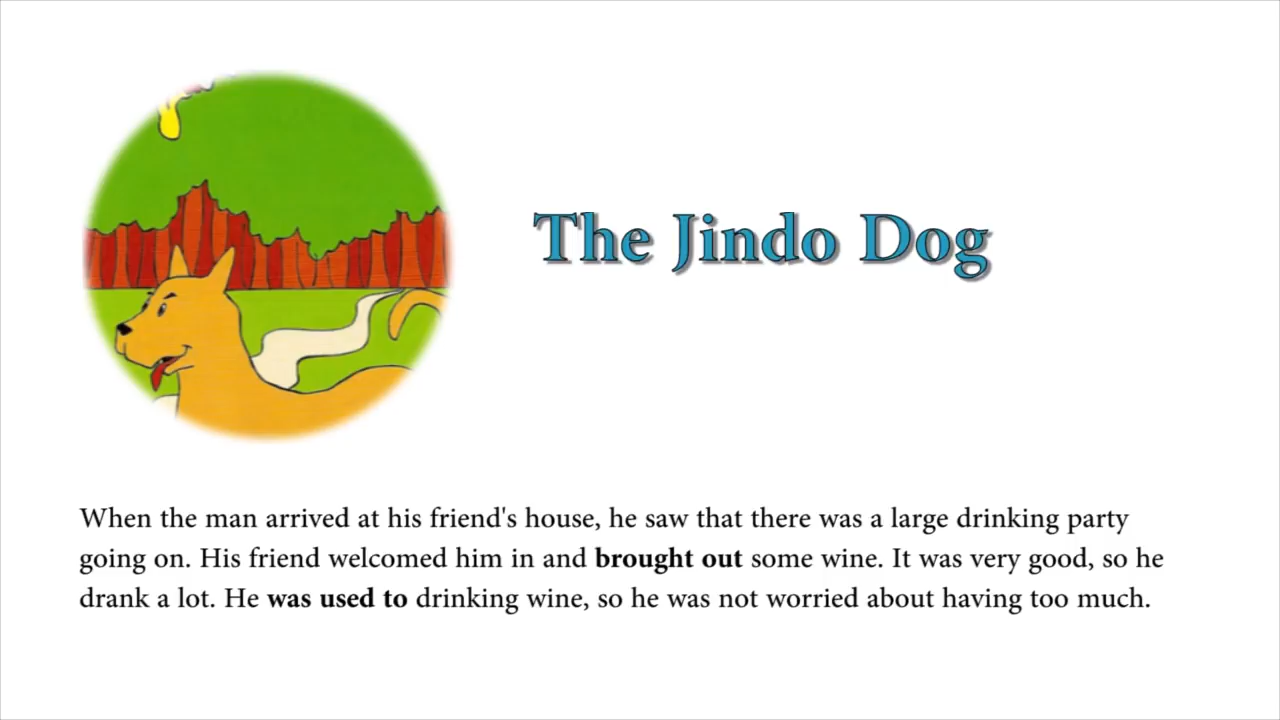 The Jindo Dog
When the man arrived at his friend's house, he saw that there was a large drinking party
going on. His friend welcomed him in and brought out some wine. It was very good, so he
drank a lot. He was used to drinking wine, so he was not worried about having too much.